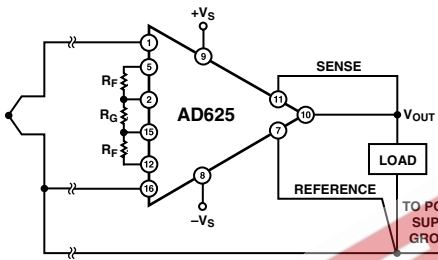 +VS
1
9
5
SENSE
RF
2
11
RG
AD625
10
VOUT
15
7
RF
LOAD
12
8
16
REFERENCE
–VS
TO
SUP
GRO